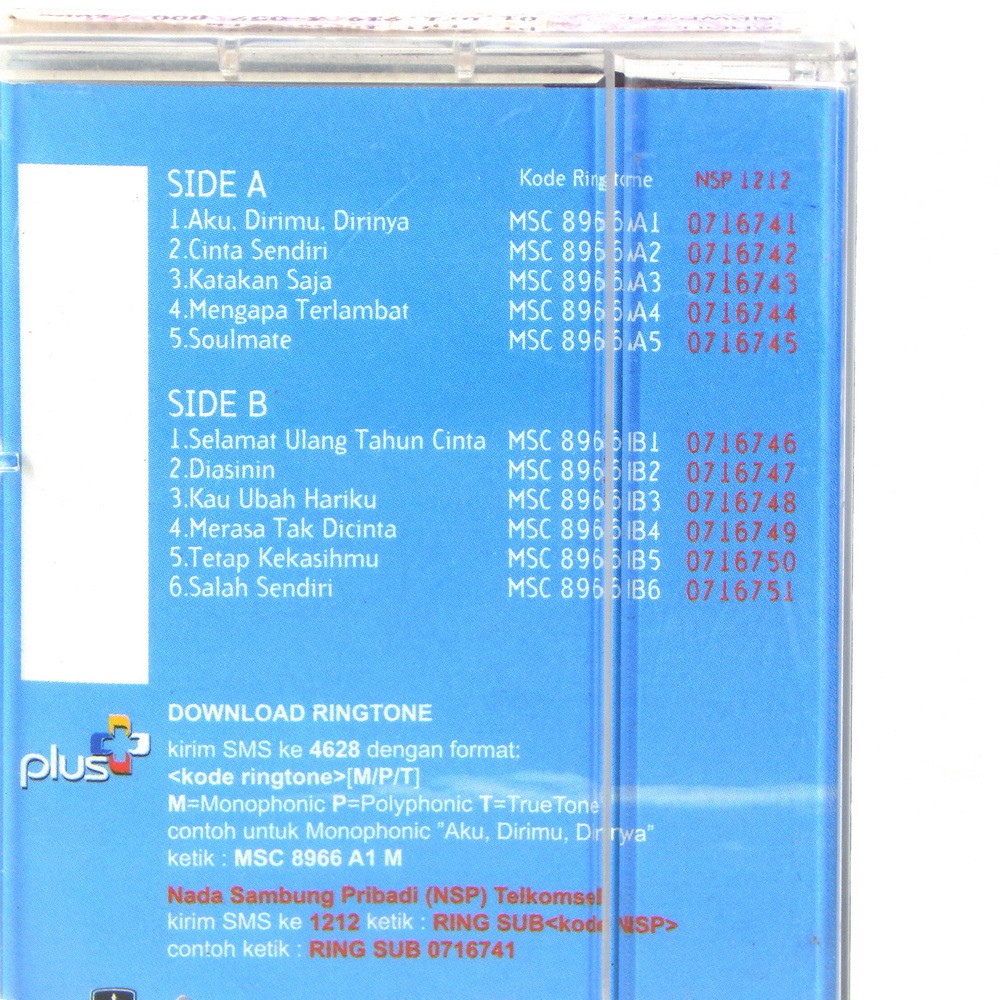 SIDE A Kode Ringtone NSP 1212
1.Aku, Dirimu, Dirinya MSC 8966 A1 0716741
2.Cinta Sendiri MSC 8966 A2 0716742
3.Katakan Saja MSC 8966 A3 0716743
4.Mengapa Terlambat MSC 8966 A4 0716744
5.Soulmate MSC 8966 A5 0716745
SIDE B
1.Selamat Ulang Tahun Cinta MSC 8966 B1 0716746
2.Diasinin MSC 8966 B2 0716747
3.Kau Ubah Hariku MSC 8966 B3 0716748
4.Merasa Tak Dicinta MSC 8966 B4 0716749
5.Tetap Kekasihmu MSC 8966 B5 0716750
6.Salah Sendiri MSC 8966 B6 0716751
plus
DOWNLOAD RINGTONE
kirim SMS ke 4628 dengan format:
<kode ringtone>[M/P/T]
M=Monophonic P=Polyphonic T=TrueTone
contoh untuk Monophonic "Aku, Dirimu, Dirinya"
ketik : MSC 8966 A1 M
Nada Sambung Pribadi (NSP) Telkomsel
kirim SMS ke 1212 ketik : RING SUB<kode NSP>
contoh ketik : RING SUB 0716741